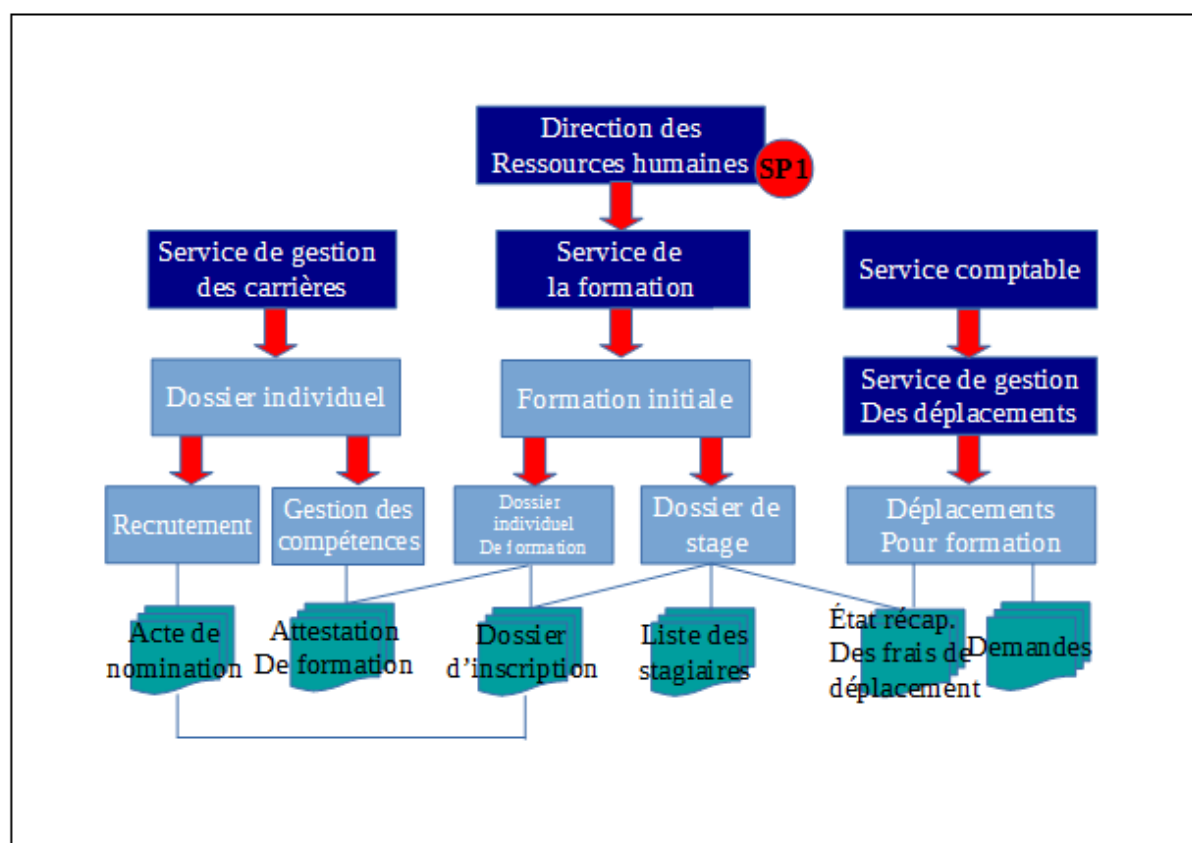 Direction des
Ressources humaines
SP1
Service de gestion
des carrières
Service de
la formation
Service comptable
Dossier individuel
Formation initiale
Service de gestion
Des déplacements
Recrutement
Gestion des
compétences
Dossier
individuel
De formation
Dossier de
stage
Déplacements
Pour formation
Acte de
nomination
Attestation
De formation
Dossier
d’inscription
Liste des
stagiaires
État récap.
Des frais de
déplacement
Demandes